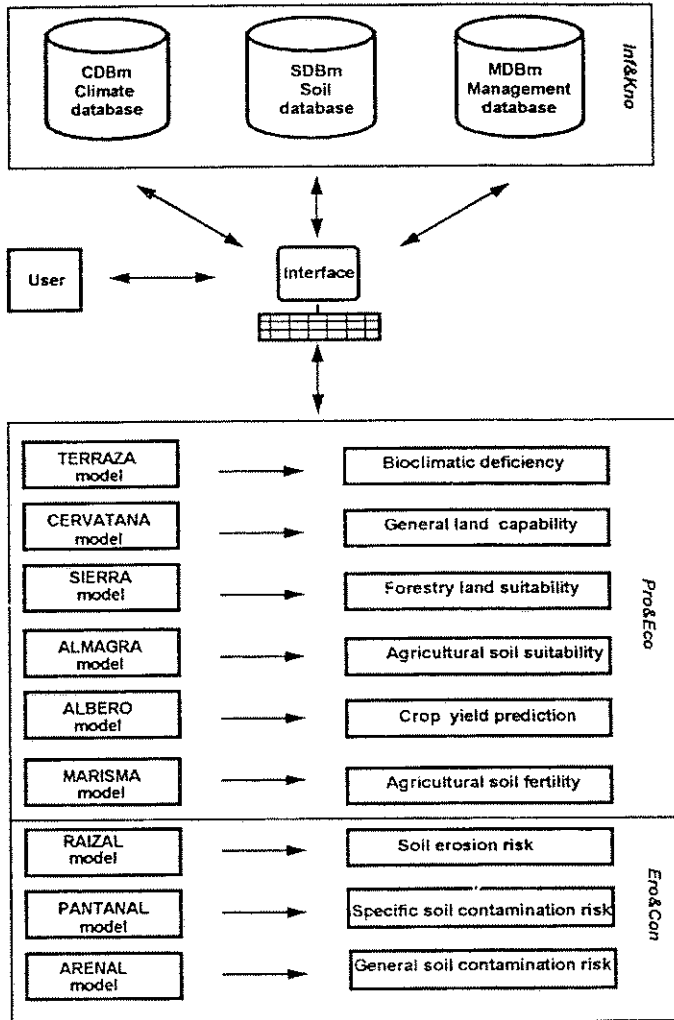 CDBm
Climate
database
SDBm
Soil
database
MDBm
Management
database
Inf&Kno
User
Interface
TERRAZA
model
Bioclimatic deficiency
CERVATANA
model
General land capability
SIERRA
model
Forestry land suitability
ALMAGRA
model
Agricultural soil suitability
ALBERO
model
Crop yield prediction
MARISMA
model
Agricultural soil fertility
Pro&Eco
RAIZAL
model
Soil erosion risk
PANTANAL
model
Specific soil contamination risk
ARENAL
model
General soil contamination risk
Ero&Con